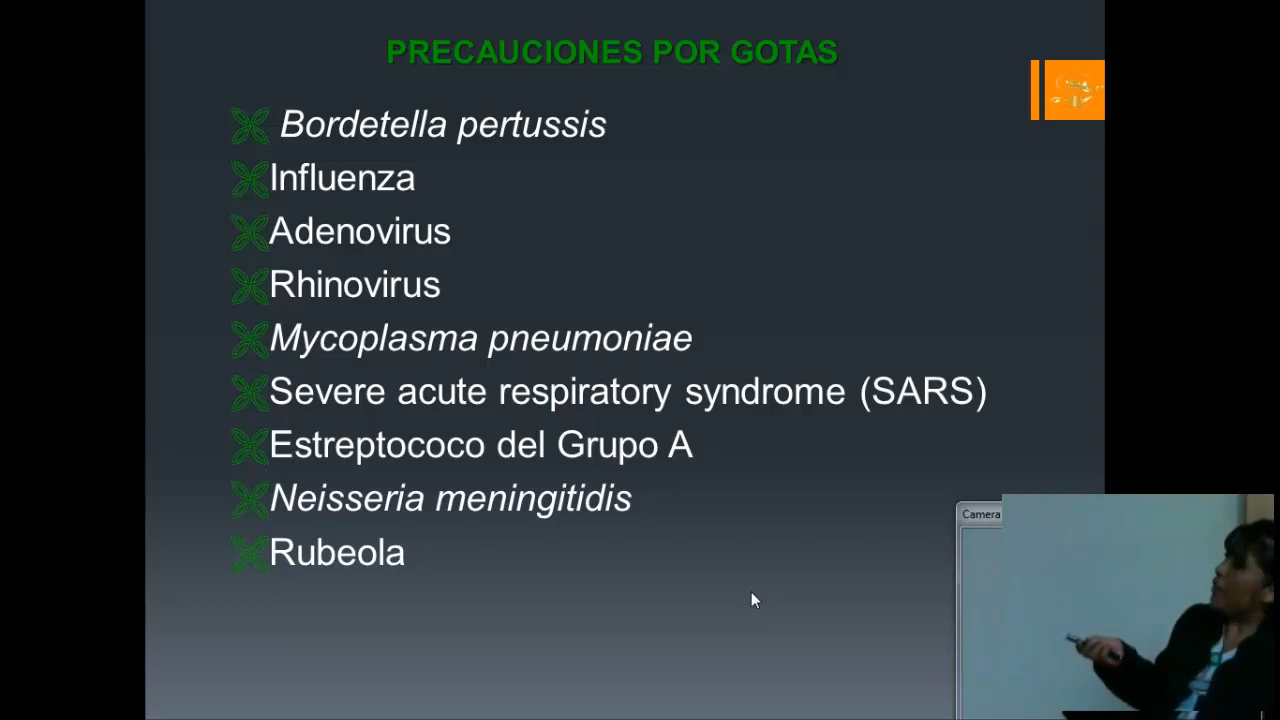 PRECAUCIONES POR GOTAS
Bordetella pertussis
Influenza
Adenovirus
Rhinovirus
Mycoplasma pneumoniae
Severe acute respiratory syndrome (SARS)
Estreptococo del Grupo A
Neisseria meningitidis
Rubeola
Camera